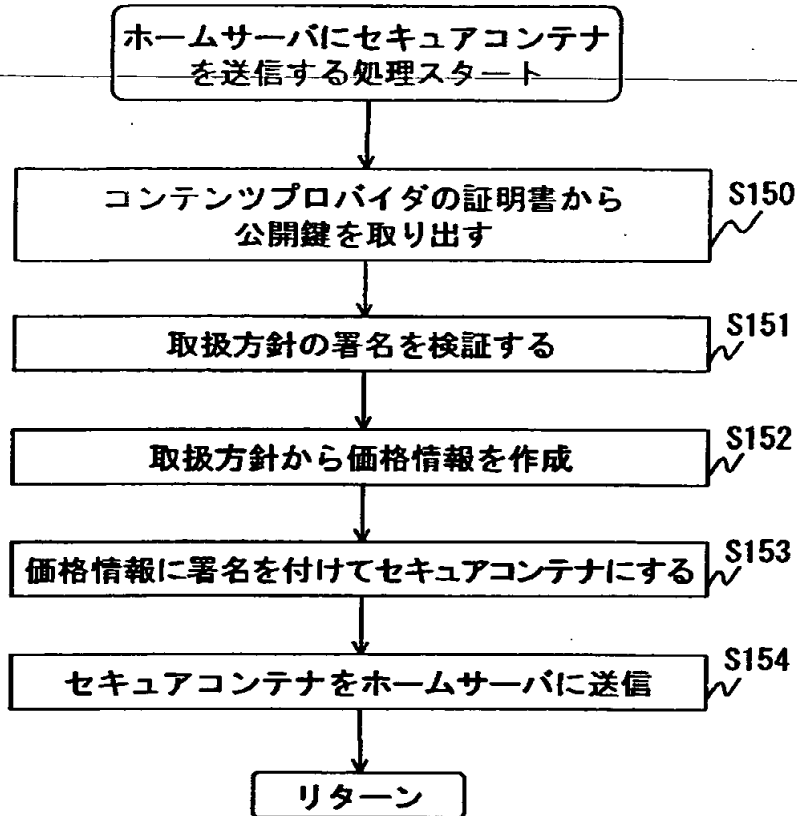 ホームサーバにセキュアコンテナ
を送信する処理スタート
コンテンツプロバイダの証明書から
公開鍵を取り出す
S150
取扱方針の署名を検証する
S151
取扱方針から価格情報を作成
S152
価格情報に署名を付けてセキュアコンテナにする
S153
セキュアコンテナをホームサーバに送信
S154
リターン